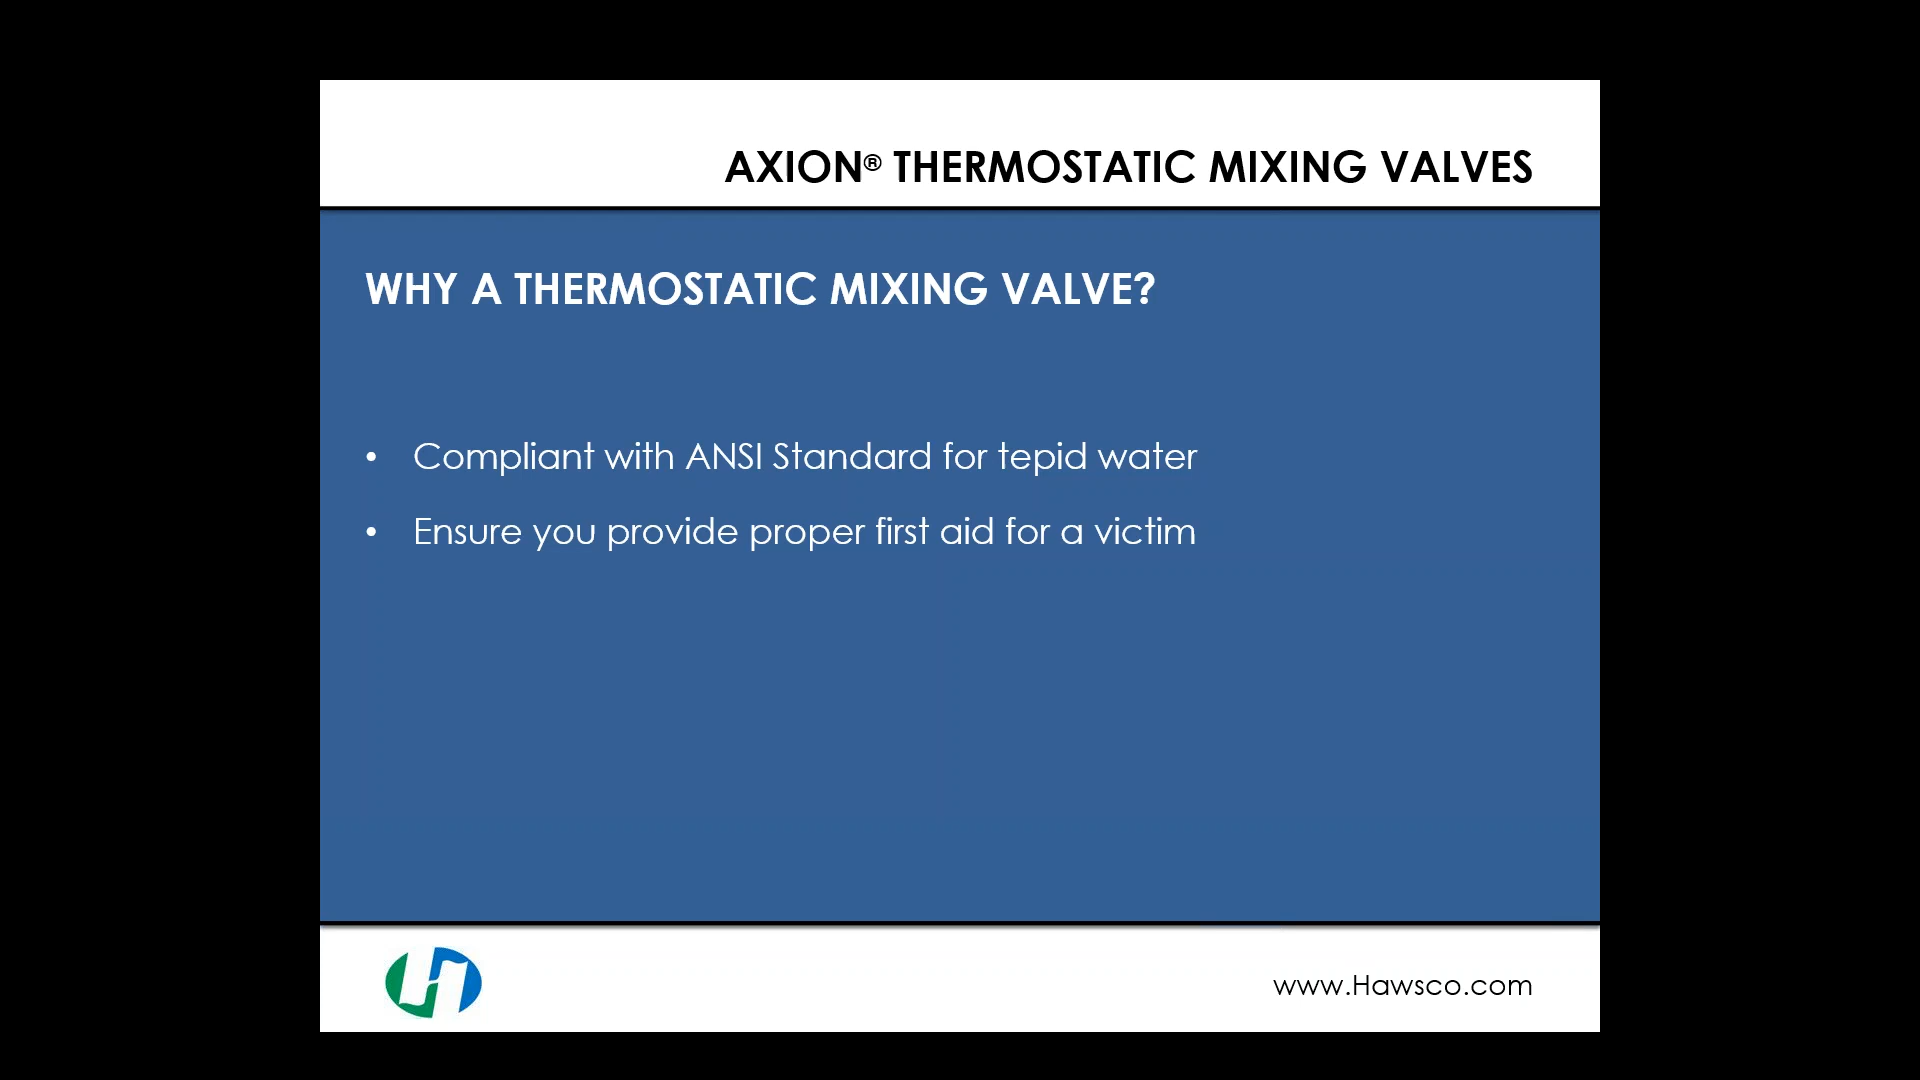 AXION® THERMOSTATIC MIXING VALVES
WHY A THERMOSTATIC MIXING VALVE?
• Compliant with ANSI Standard for tepid water
• Ensure you provide proper first aid for a victim
www.Hawsco.com